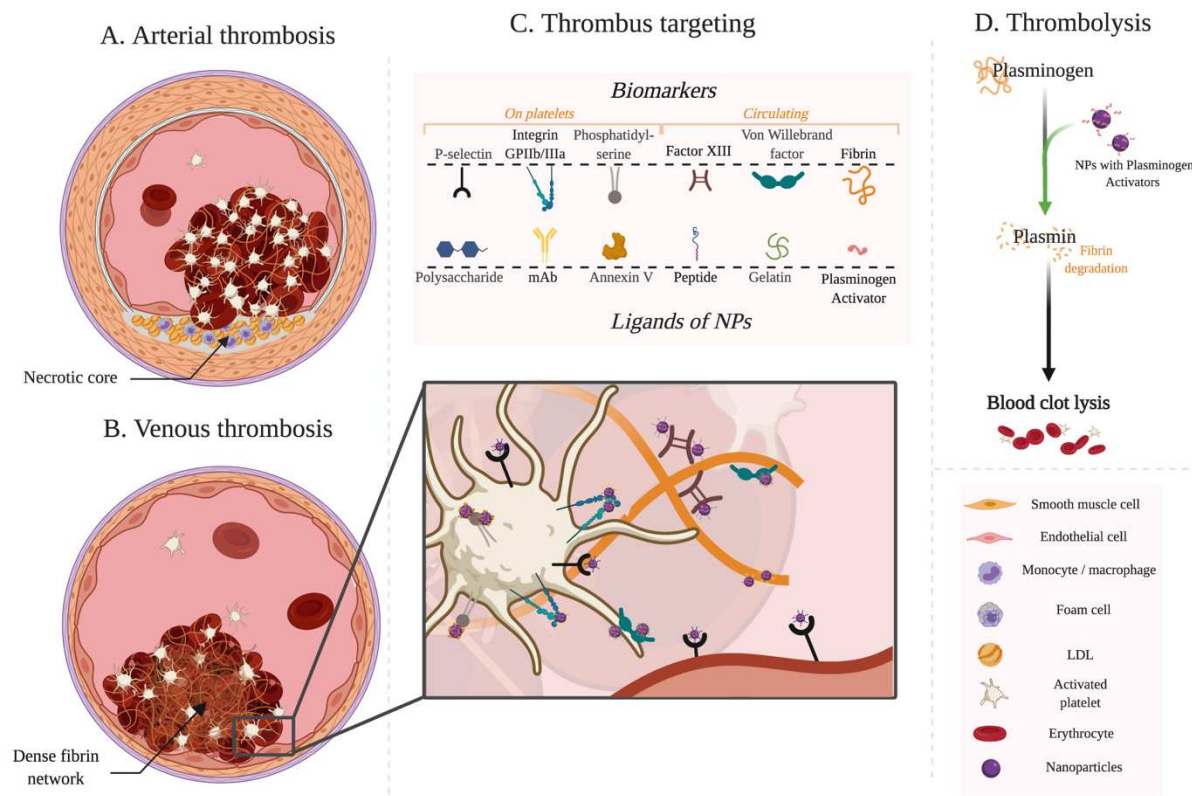 A. Arterial thrombosis
Necrotic core
B. Venous thrombosis
Dense fibrin
network
C. Thrombus targeting
Biomarkers
On platelets
Circulating
P-selectin
Integrin
GPIIb/IIIa
Phosphatidyl-
serine
Factor XIII
Von Willebrand
factor
Fibrin
Polysaccharide
mAb
Annexin V
Peptide
Gelatin
Plasminogen
Activator
Ligands of NPs
D. Thrombolysis
Plasminogen
NPs with Plasminogen
Activators
Plasmin
Fibrin
degradation
Blood clot lysis
Smooth muscle cell
Endothelial cell
Monocyte / macrophage
Foam cell
LDL
Activated
platelet
Erythrocyte
Nanoparticles